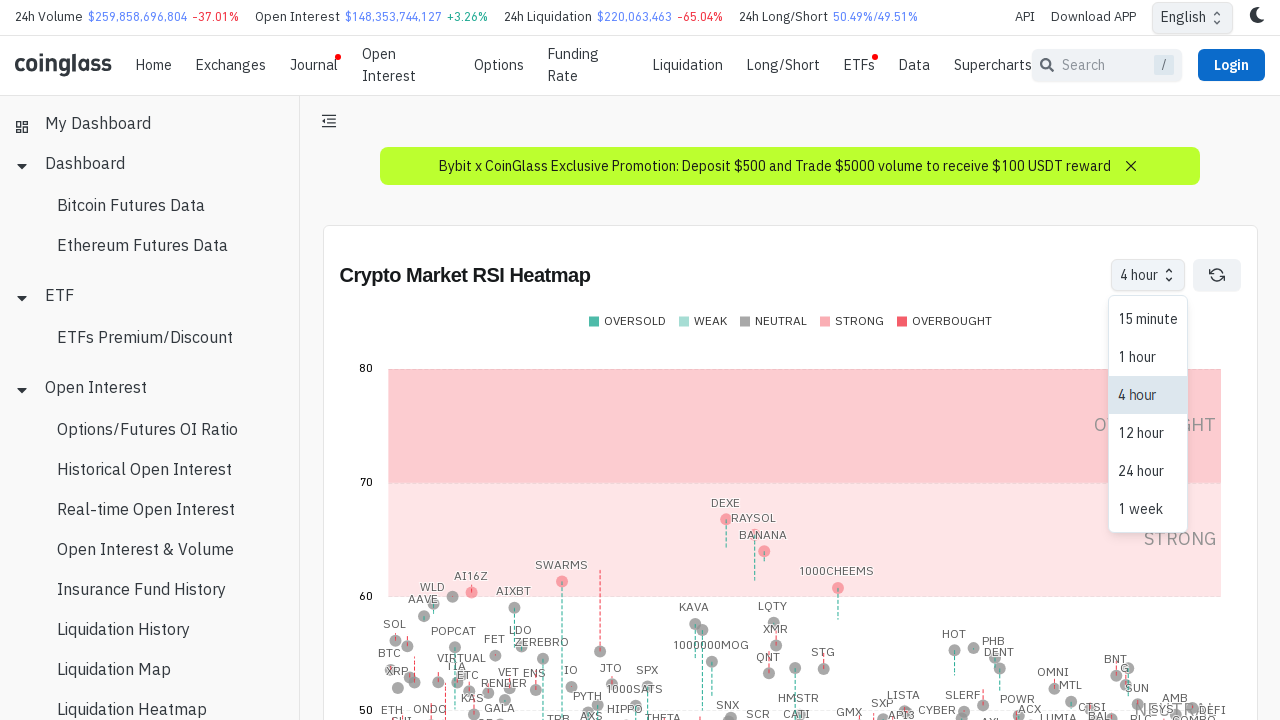 24h Volume $259,858,696,804 -37.01% Open Interest $148,353,744,127 +3.26% 24h Liquidation $220,063,463 -65.04% 24h Long/Short 50.49%/49.51% API Download APP English
coinglass Home Exchanges Journal Open Interest Options Funding Rate Liquidation Long/Short ETFs Data Supercharts Search / Login
My Dashboard
Dashboard
Bitcoin Futures Data
Ethereum Futures Data
ETF
ETFs Premium/Discount
Open Interest
Options/Futures OI Ratio
Historical Open Interest
Real-time Open Interest
Open Interest & Volume
Insurance Fund History
Liquidation History
Liquidation Map
Liquidation Heatmap
Bybit x CoinGlass Exclusive Promotion: Deposit $500 and Trade $5000 volume to receive $100 USDT reward
Crypto Market RSI Heatmap
4 hour
15 minute
1 hour
4 hour
12 hour
24 hour
1 week
OVERSOLD WEAK NEUTRAL STRONG OVERBOUGHT
80
70
STRONG
DEXE
RAYSOL
BANANA
SWARMS
1000CHEEMS
AI16Z
WLD
AIXBT
60
AAVE
KAVA
LQTY
SOL
POPCAT
LDO
XMR
HOT
FET
ZEREBRO
1000000MOG
PHB
BTC
VIRTUAL
QNT
STG
DENT
BNT
XRP
TIA
ETC
VET
ENS
IO
JTO
SPX
OMNI
RENDER
1000SATS
MTL
SUN
KAS
GALA
PYTH
HMSTR
LISTA
SLERF
POWR
AMB
ETH
ONDO
HIPPO
SNX
SXP
CYBER
ACX
CTSI
SCR
CATI
GMX
API3
LUMIA
AXS
THETA
50
NEUTRAL